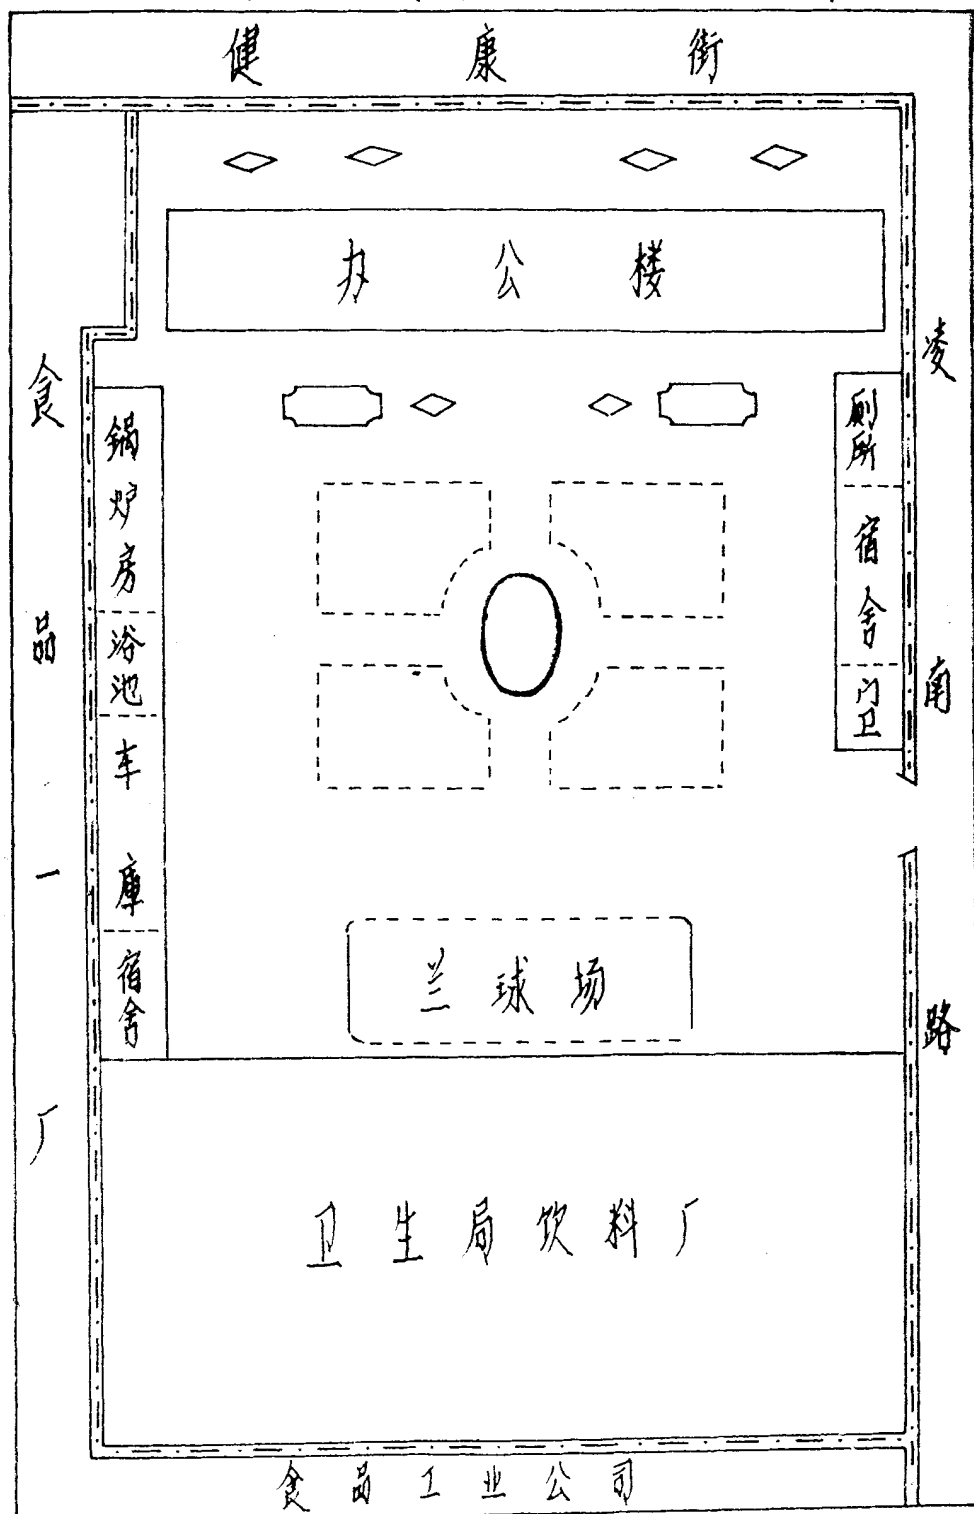 健康街
办公楼
凌南路
食品一厂
锅炉房
浴池
车库
宿舍
厕所
宿舍
门卫
兰球场
卫生局饮料厂
食品工业公司